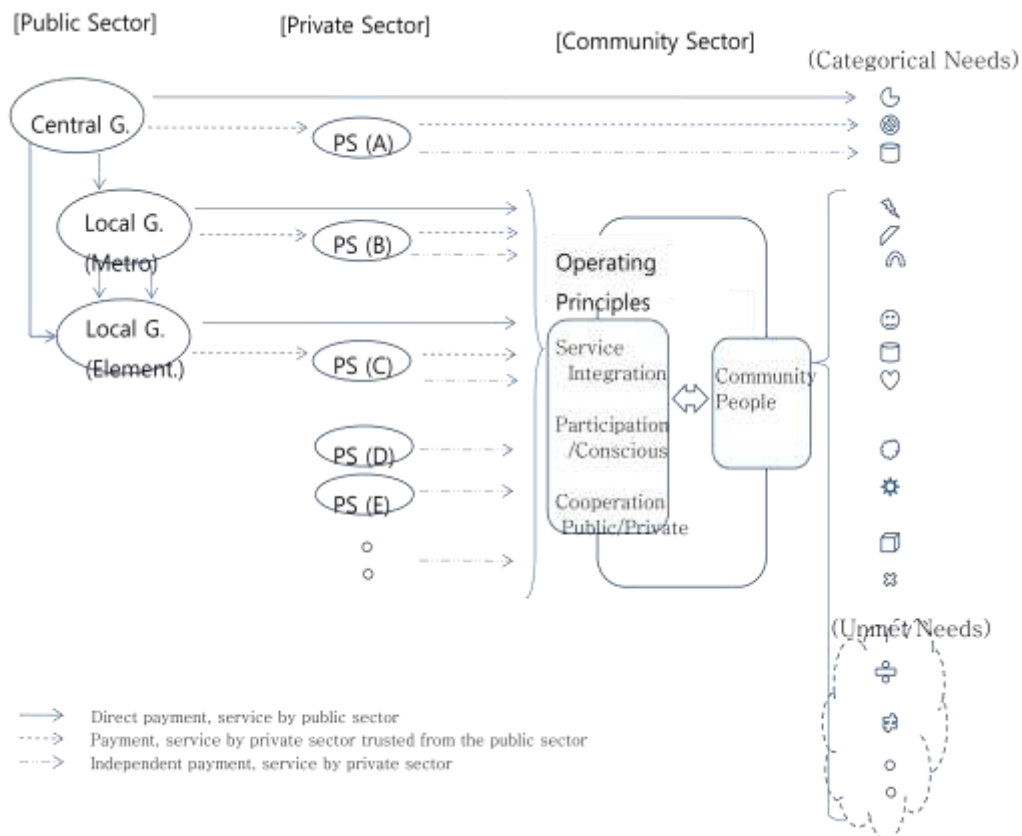 [Public Sector]
[Private Sector]
[Community Sector]
(Categorical Needs)
Central G.
PS (A)
Local G.
(Metro)
PS (B)
Operating
Principles
Local G.
(Element.)
PS (C)
Service
Integration
Participation
/Conscious
Cooperation
Public/Private
Community
People
PS (D)
PS (E)
(Unmet Needs)
Direct payment, service by public sector
Payment, service by private sector trusted from the public sector
Independent payment, service by private sector